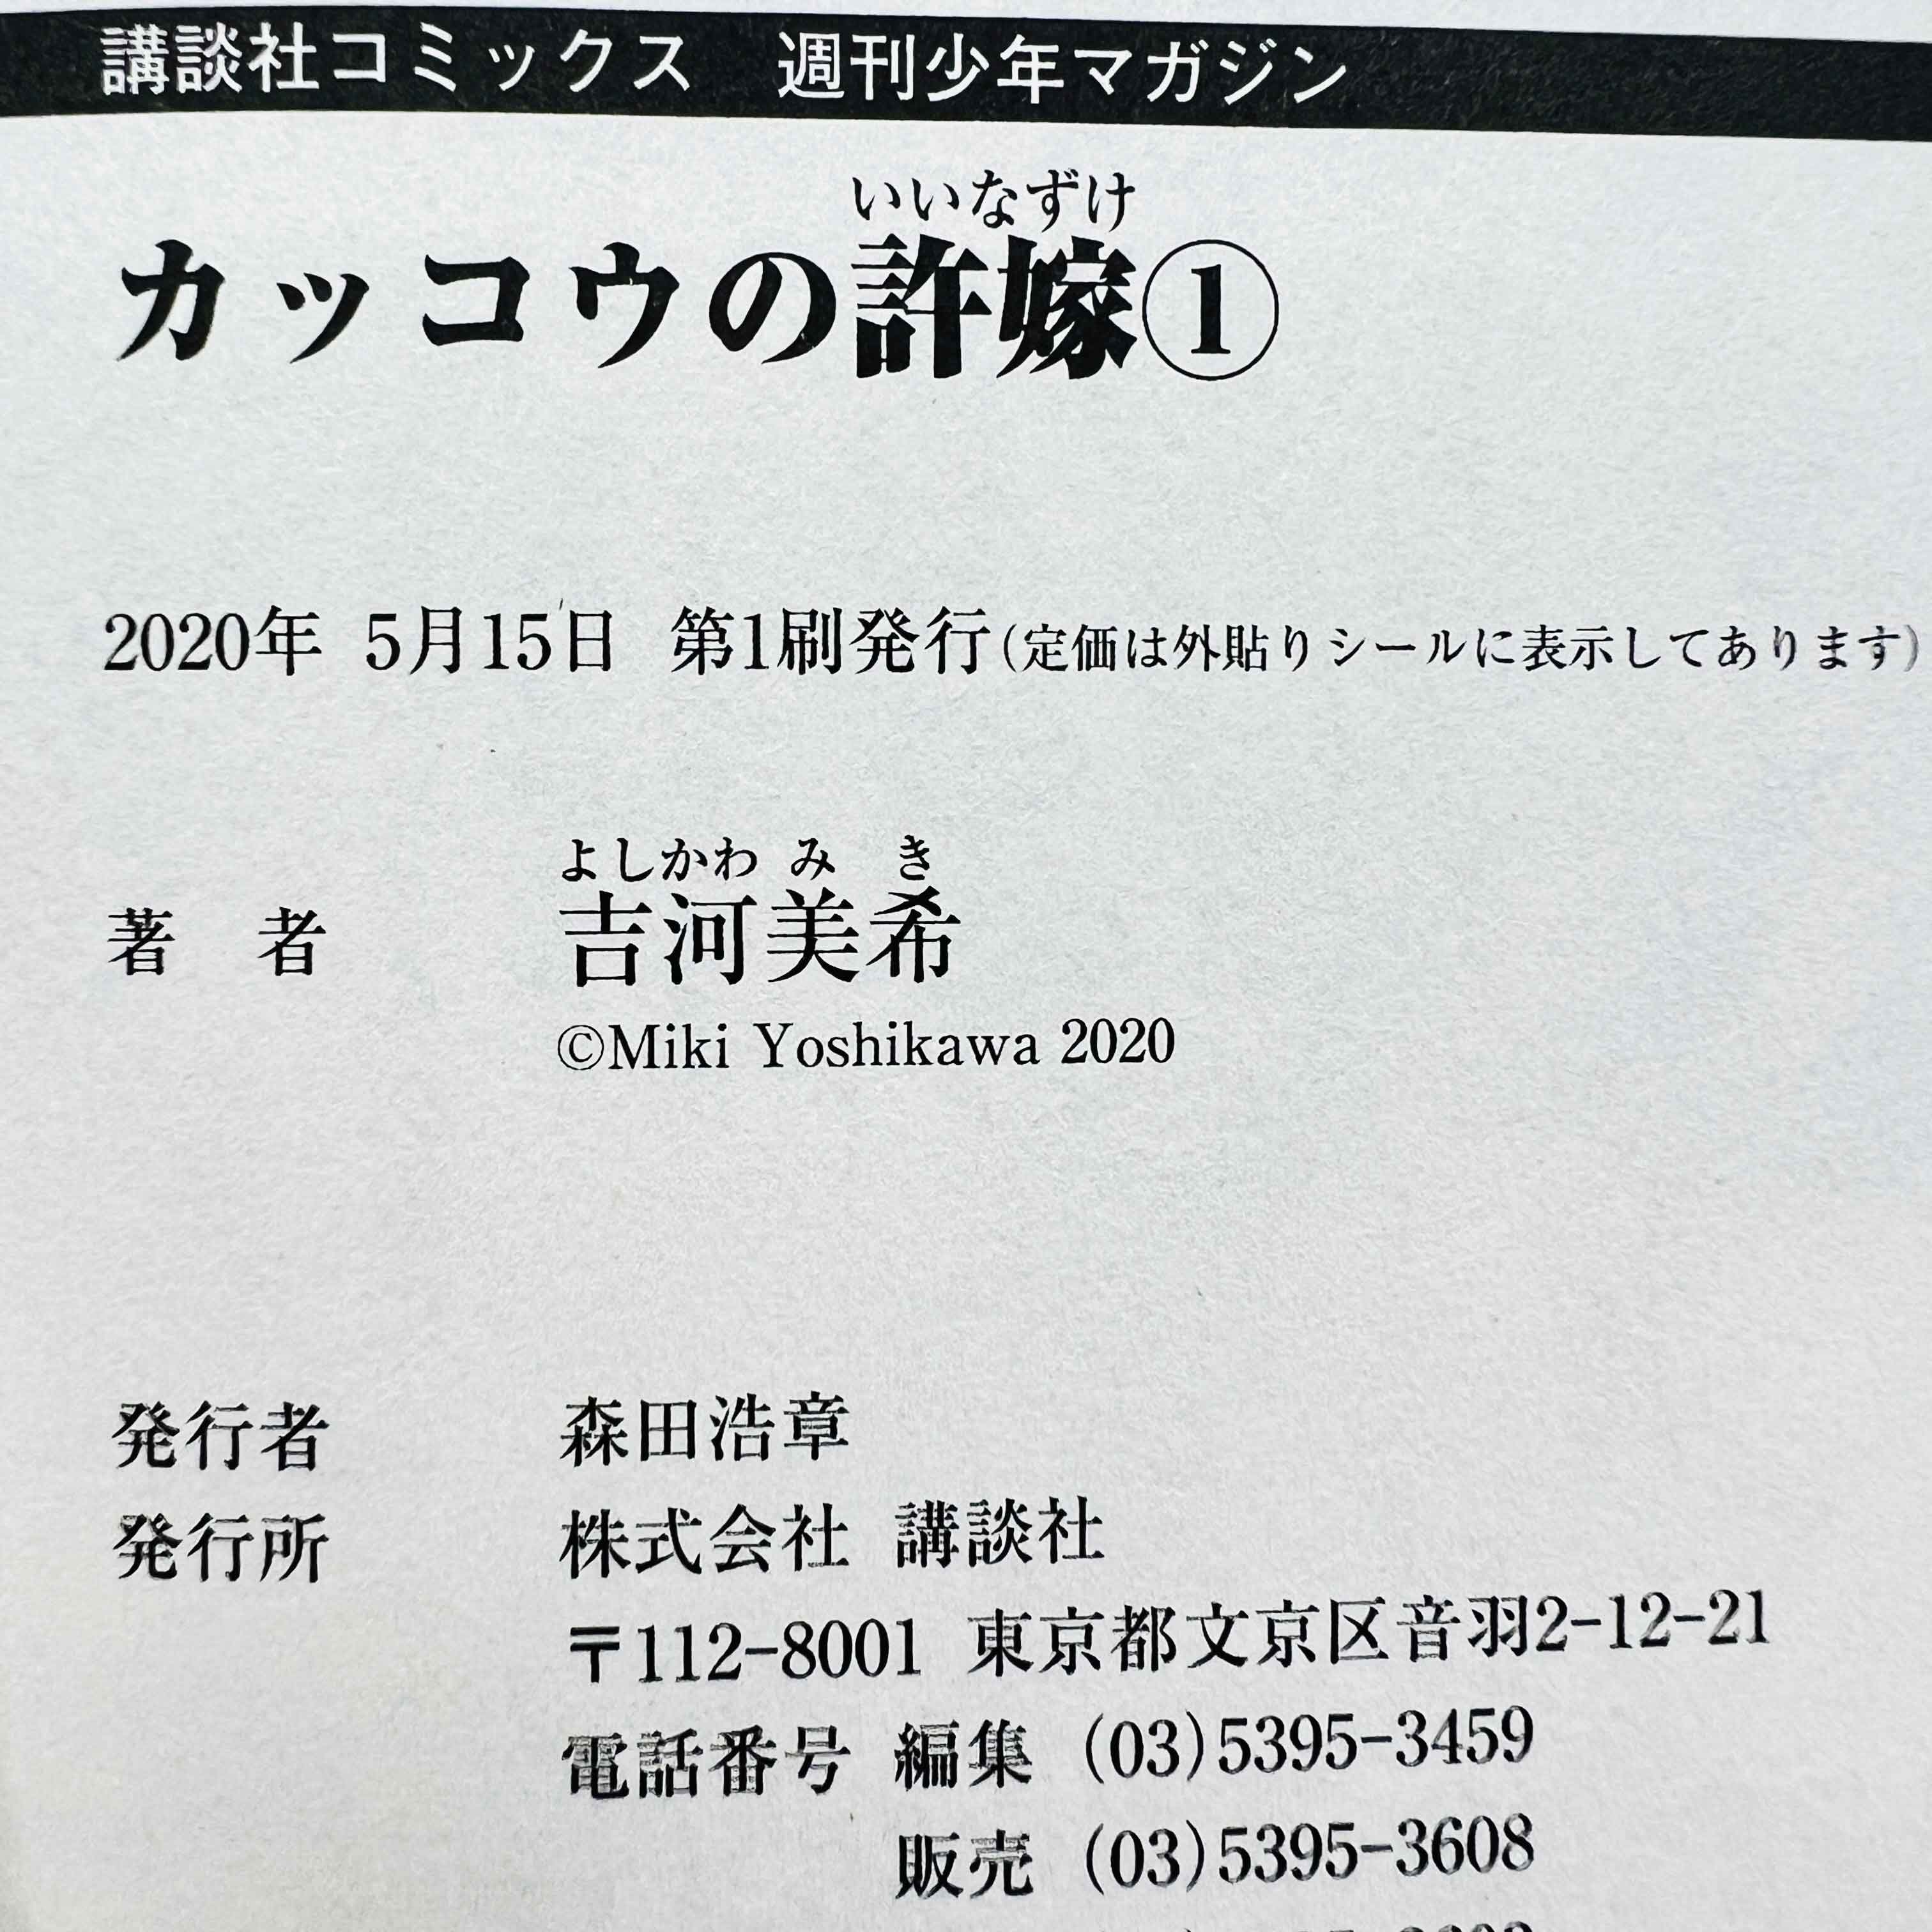 講談社コミックス 週刊少年マガジン
いいなずけ
カッコウの許嫁①
2020年 5月15日 第1刷発行(定価は外貼りシールに表示してあります)
よしかわ み き
著 者 吉河美希
©Miki Yoshikawa 2020
発行者 森田浩章
発行所 株式会社 講談社
〒112-8001 東京都文京区音羽2-12-21
電話番号 編集 (03)5395-3459
販売 (03)5395-3608